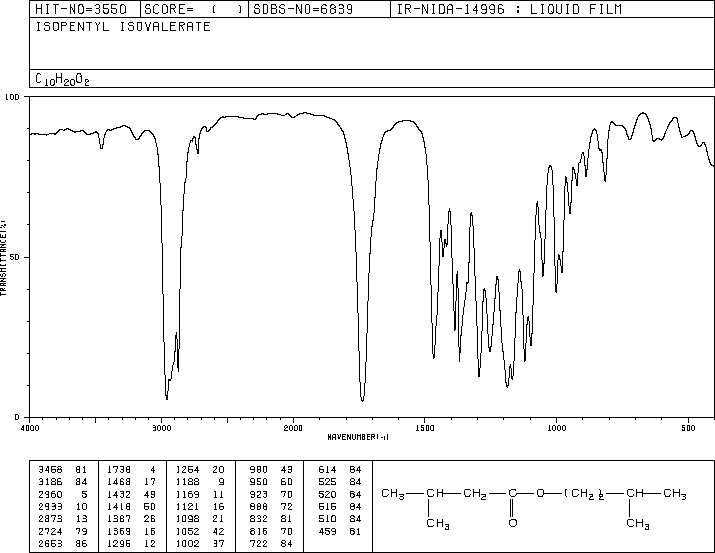 HIT-NO=3550 SCORE= ( ) SDBS-NO=6839 IR-NIDA-14996 : LIQUID FILM
ISOPENTYL ISOVALERATE
C10H20O2
100
50
0
TRANSMITTANCE(%)
4000 3000 2000 1500 1000 500
WAVENUMBER(-1)
3458 81 1738 4 1254 20 980 43 614 84
3186 84 1468 17 1188 9 950 60 525 84
2960 5 1432 49 1169 11 923 70 520 84
2933 10 1418 50 1121 16 888 72 515 84
2873 13 1387 26 1098 21 832 81 510 84
2724 79 1369 16 1052 42 816 70 459 81
2653 86 1295 12 1002 37 722 84
CH3 CH CH2 C O (CH2)2 CH CH3
CH3 O CH3